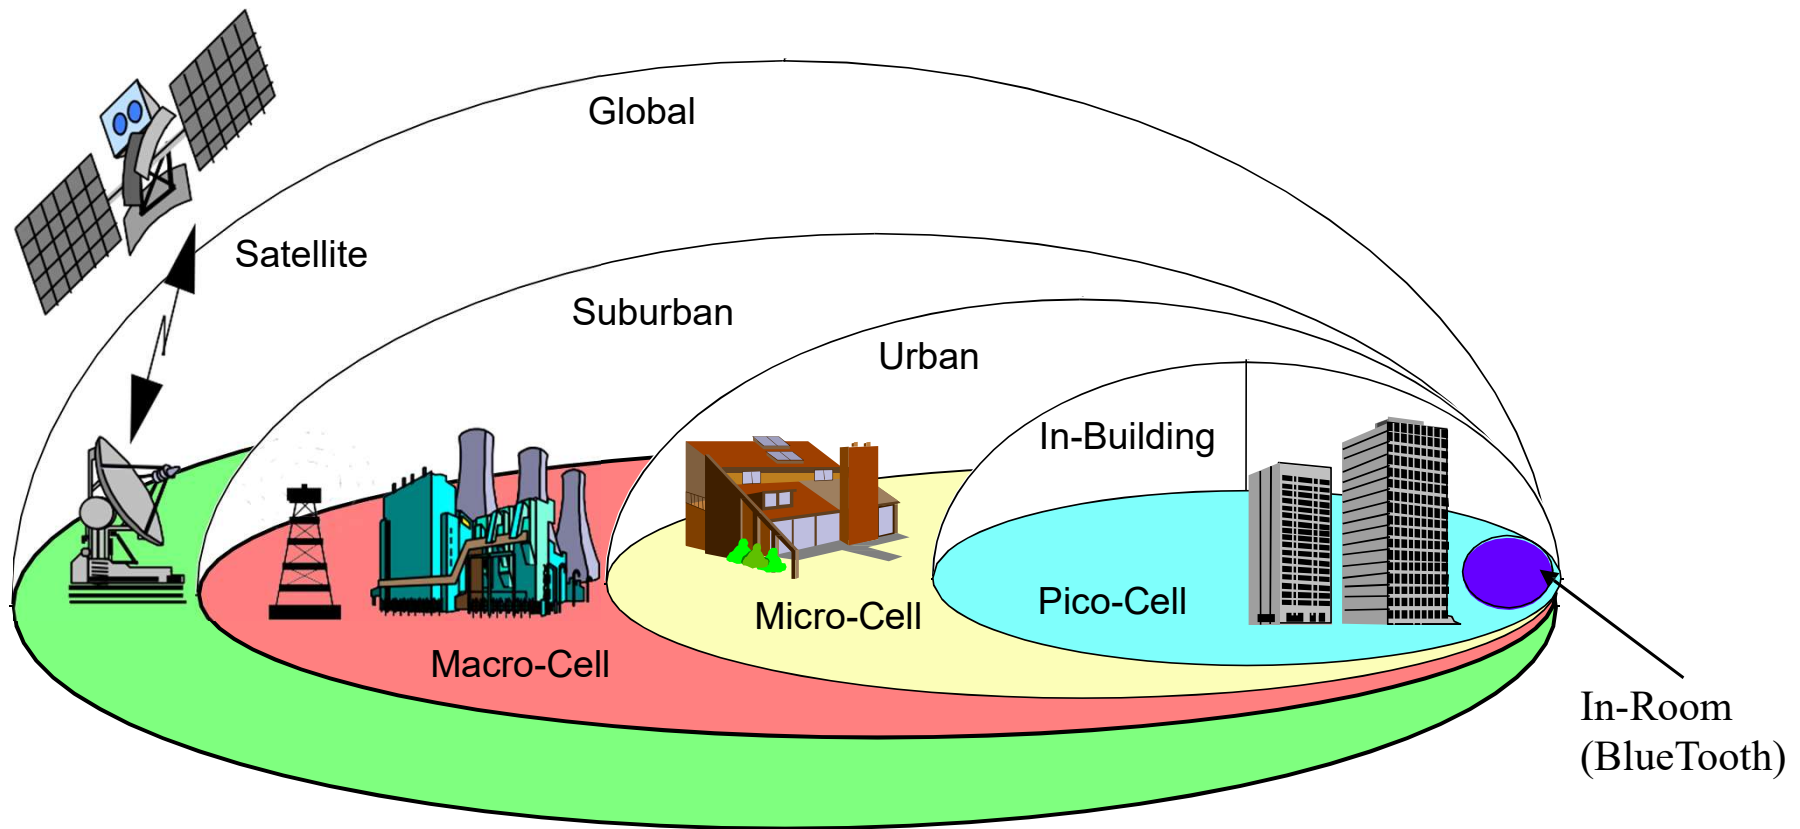 Global
Satellite
Suburban
Urban
In-Building
Pico-Cell
Micro-Cell
Macro-Cell
In-Room
(BlueTooth)